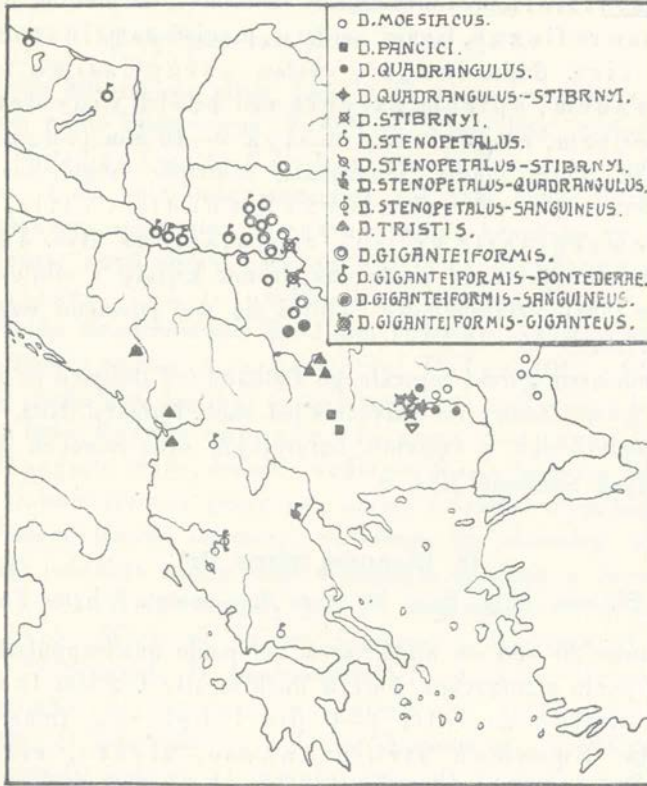 D.MOESIACUS.
D.PANCICI.
D.QUADRANGULUS.
D.QUADRANGULUS-STIBRNYI.
D.STIBRNYI.
D.STENOPETALUS.
D.STENOPETALUS-STIBRNYI.
D.STENOPETALUS-QUADRANGULUS.
D.STENOPETALUS-SANGUINEUS.
D.TRISTIS.
D.GIGANTEIFORMIS.
D.GIGANTEIFORMIS-PONTEDERAE.
D.GIGANTEIFORMIS-SANGUINEUS.
D.GIGANTEIFORMIS-GIGANTEUS.